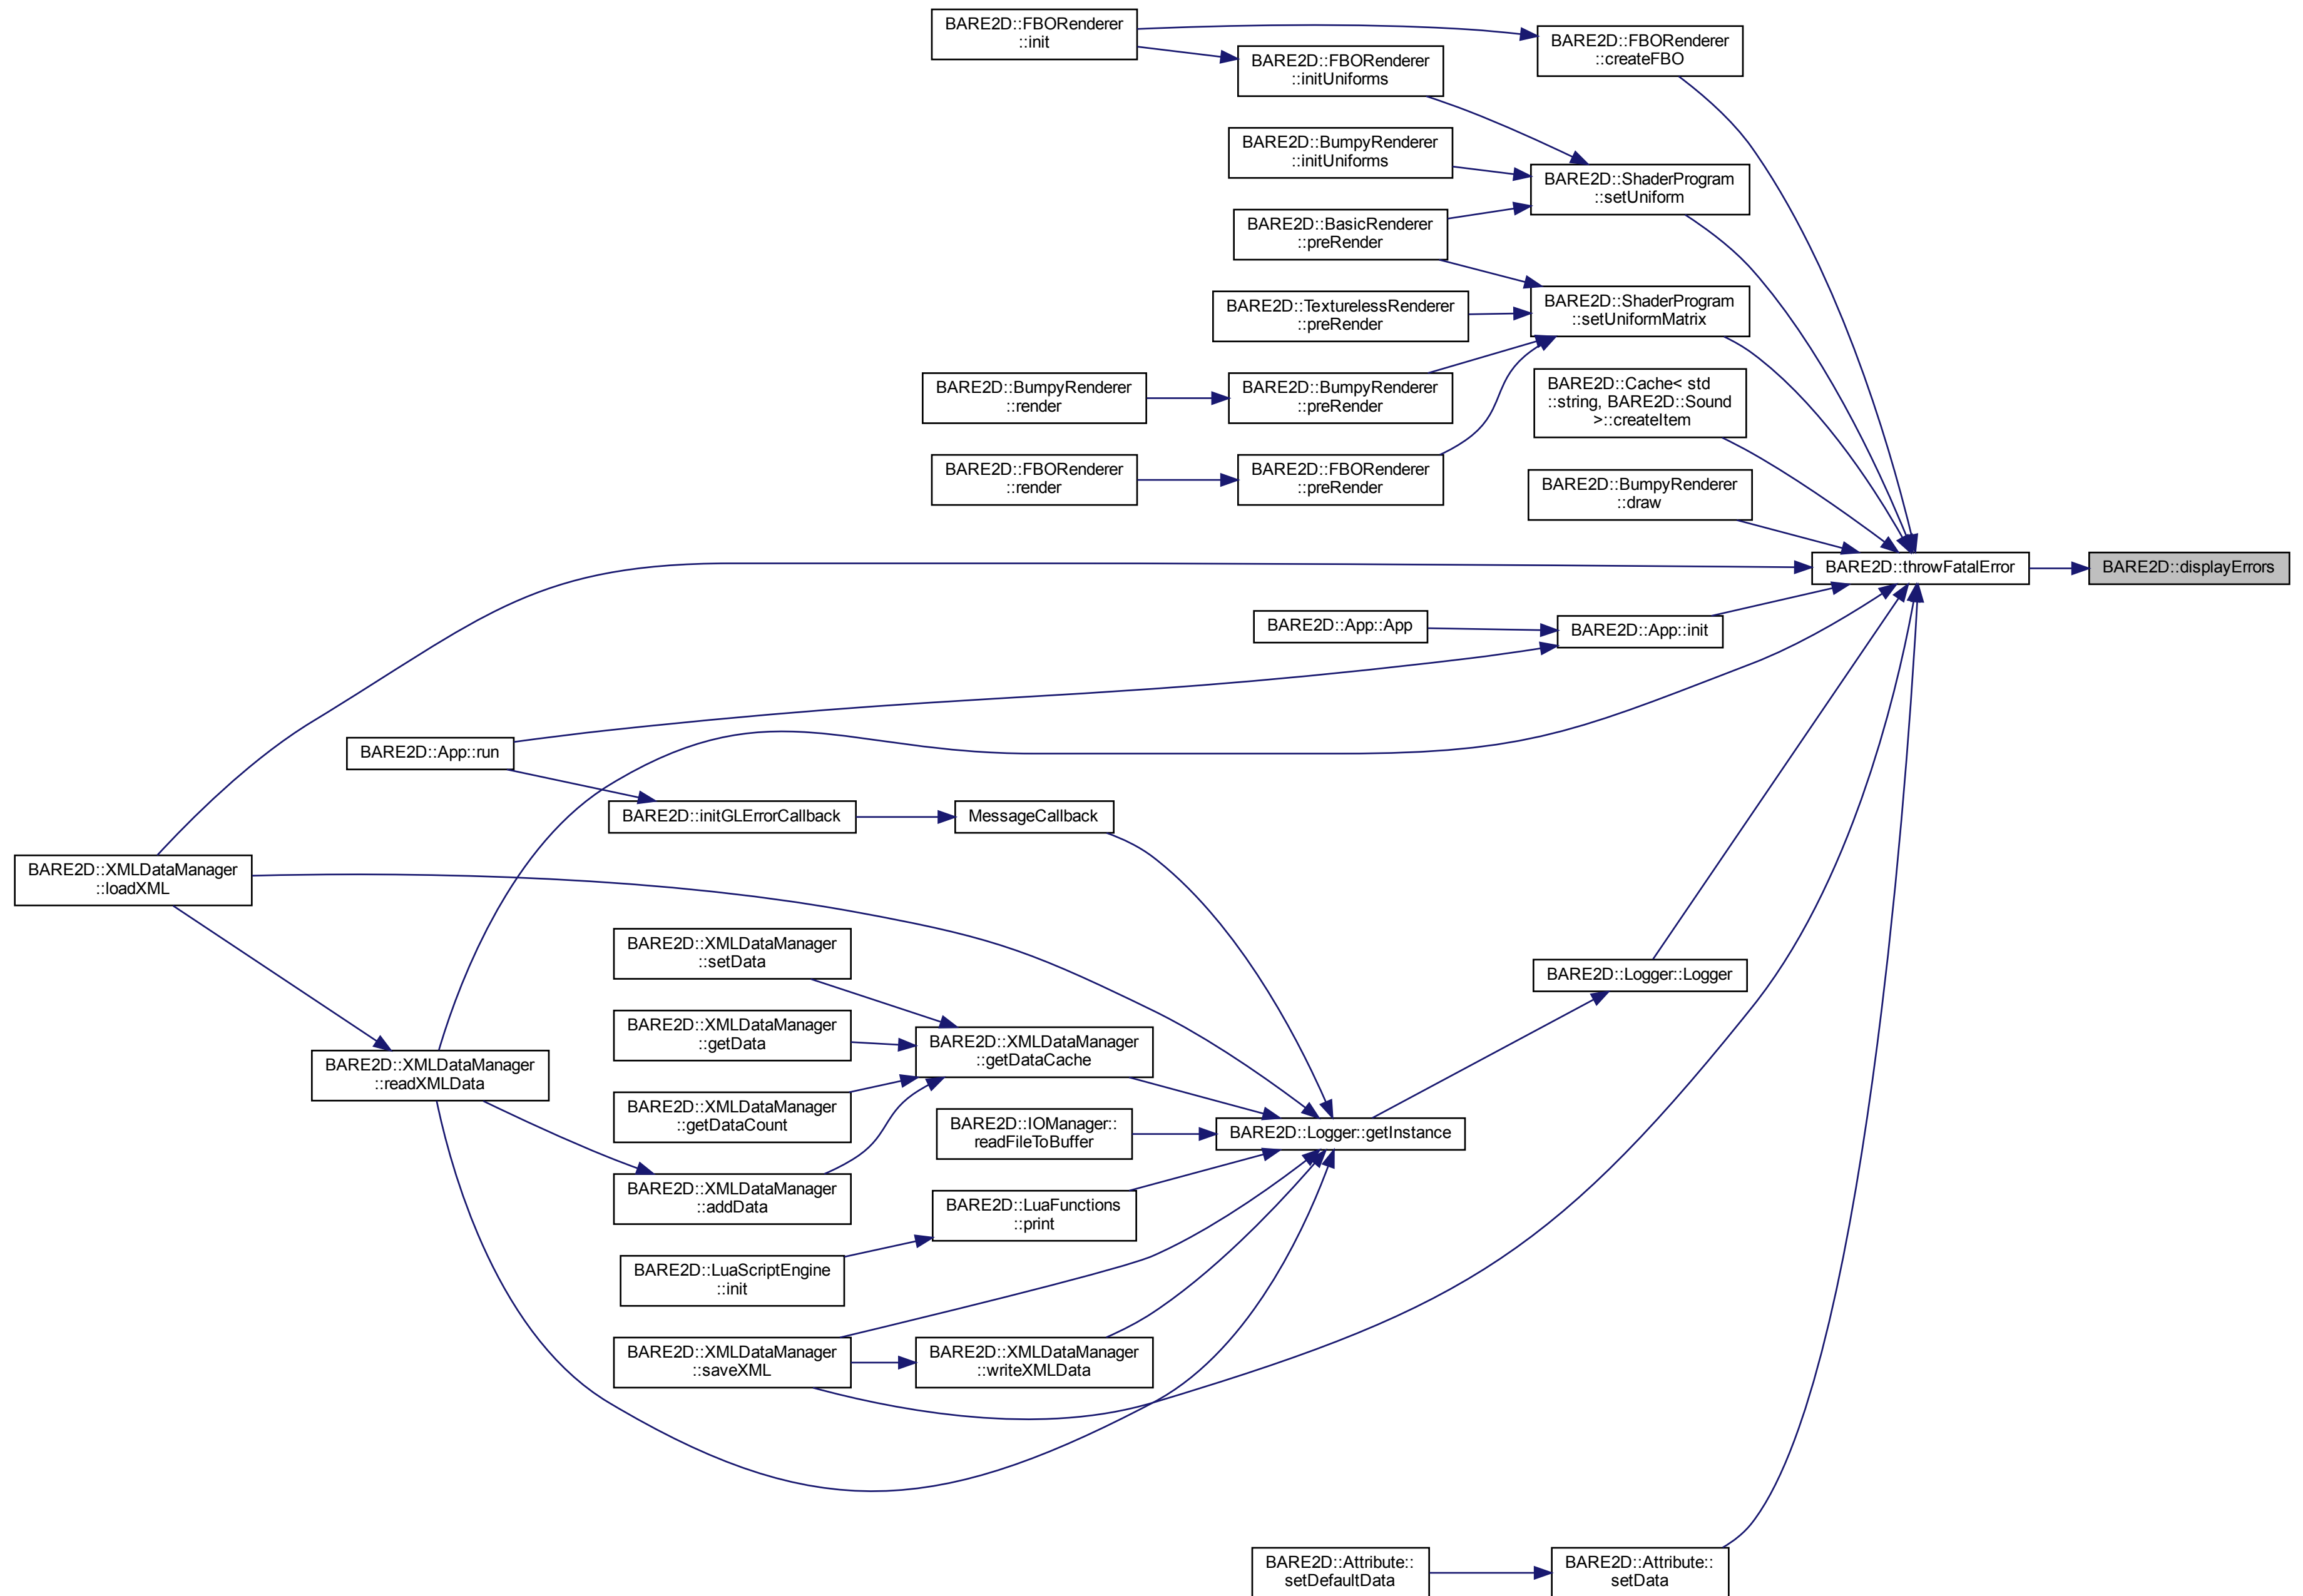 BARE2D::FBORenderer
::init
BARE2D::FBORenderer
::createFBO
BARE2D::FBORenderer
::initUniforms
BARE2D::BumpyRenderer
::initUniforms
BARE2D::ShaderProgram
::setUniform
BARE2D::BasicRenderer
::preRender
BARE2D::TexturelessRenderer
::preRender
BARE2D::ShaderProgram
::setUniformMatrix
BARE2D::BumpyRenderer
::render
BARE2D::BumpyRenderer
::preRender
BARE2D::Cache< std
::string, BARE2D::Sound
>::createItem
BARE2D::FBORenderer
::render
BARE2D::FBORenderer
::preRender
BARE2D::BumpyRenderer
::draw
BARE2D::throwFatalError
BARE2D::displayErrors
BARE2D::App::App
BARE2D::App::init
BARE2D::App::run
BARE2D::initGLErrorCallback
MessageCallback
BARE2D::XMLDataManager
::loadXML
BARE2D::XMLDataManager
::setData
BARE2D::Logger::Logger
BARE2D::XMLDataManager
::getData
BARE2D::XMLDataManager
::getDataCache
BARE2D::XMLDataManager
::readXMLData
BARE2D::XMLDataManager
::getDataCount
BARE2D::IOManager::
readFileToBuffer
BARE2D::Logger::getInstance
BARE2D::XMLDataManager
::addData
BARE2D::LuaFunctions
::print
BARE2D::LuaScriptEngine
::init
BARE2D::XMLDataManager
::saveXML
BARE2D::XMLDataManager
::writeXMLData
BARE2D::Attribute::
setDefaultData
BARE2D::Attribute::
setData